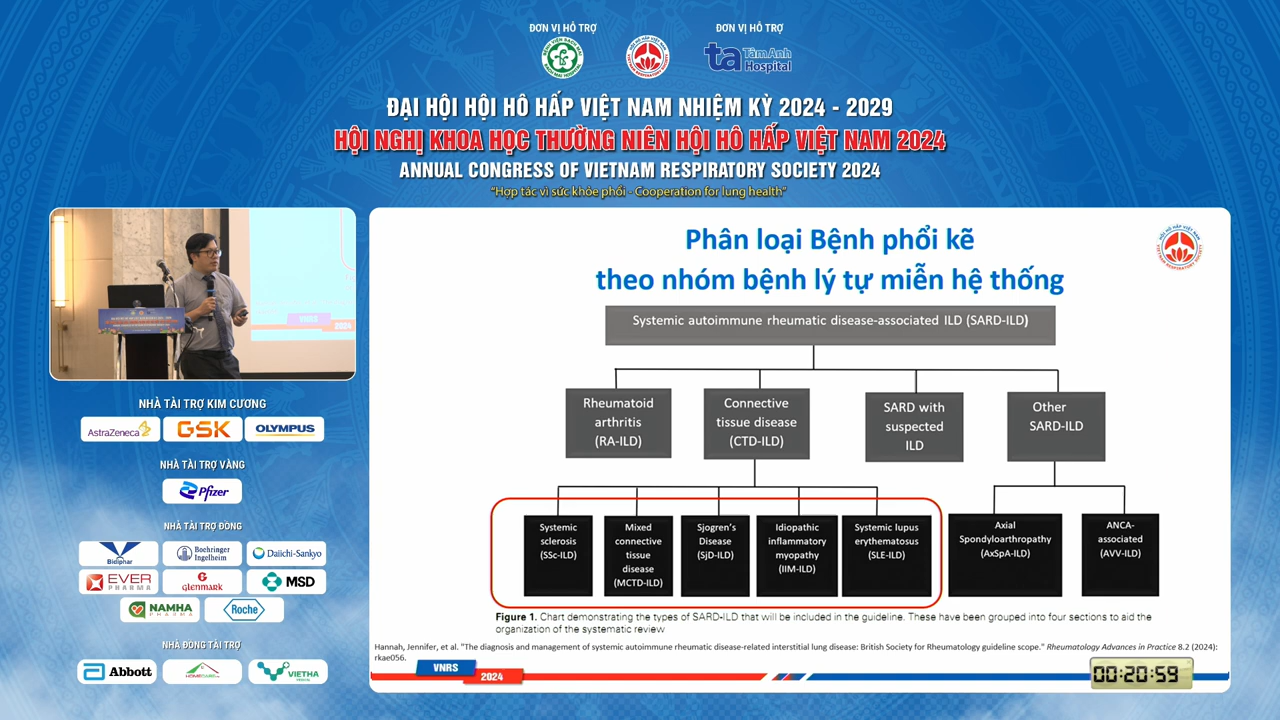 ĐƠN VỊ HỖ TRỢ
ĐƠN VỊ HỖ TRỢ
ta TâmAnh
Hospital
ĐẠI HỘI HỘI HÔ HẤP VIỆT NAM NHIỆM KỲ 2024 - 2029
HỘI NGHỊ KHOA HỌC THƯỜNG NIÊN HỘI HÔ HẤP VIỆT NAM 2024
ANNUAL CONGRESS OF VIETNAM RESPIRATORY SOCIETY 2024
"Hợp tác vì sức khỏe phổi - Cooperation for lung health"
NHÀ TÀI TRỢ KIM CƯƠNG
AstraZeneca
GSK
OLYMPUS
NHÀ TÀI TRỢ VÀNG
Pfizer
NHÀ TÀI TRỢ ĐỒNG
Bidiphar
Boehringer
Ingelheim
Daiichi-Sankyo
EVER
PHARMA
GLENMARK
MSD
NAMHA
PHARMA
Roche
NHÀ ĐỒNG TÀI TRỢ
Abbott
VIETHA
Phân loại Bệnh phổi kẽ
theo nhóm bệnh lý tự miễn hệ thống
Systemic autoimmune rheumatic disease-associated ILD (SARD-ILD)
Rheumatoid
arthritis
(RA-ILD)
Connective
tissue disease
(CTD-ILD)
SARD with
suspected
ILD
Other
SARD-ILD
Systemic
sclerosis
(SSc-ILD)
Mixed
connective
tissue
disease
(MCTD-ILD)
Sjogren's
Disease
(SjD-ILD)
Idiopathic
inflammatory
myopathy
(IIM-ILD)
Systemic lupus
erythematosus
(SLE-ILD)
Axial
Spondyloarthropathy
(AxSpA-ILD)
ANCA-
associated
(AVV-ILD)
Figure 1. Chart demonstrating the types of SARD-ILD that will be included in the guideline. These have been grouped into four sections to aid the
organization of the systematic review
Hannah, Jennifer, et al. "The diagnosis and management of systemic autoimmune rheumatic disease-related interstitial lung disease: British Society for Rheumatology guideline scope." Rheumatology Advances in Practice 8.2 (2024):
rkae056.
VNRS
2024
00:20:59